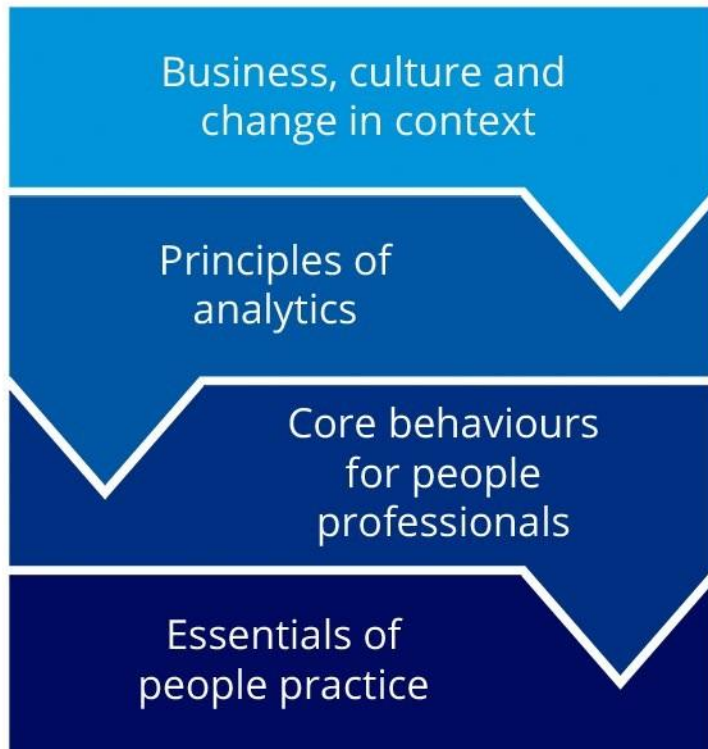 Business, culture and
change in context
Principles of
analytics
Core behaviours
for people
professionals
Essentials of
people practice